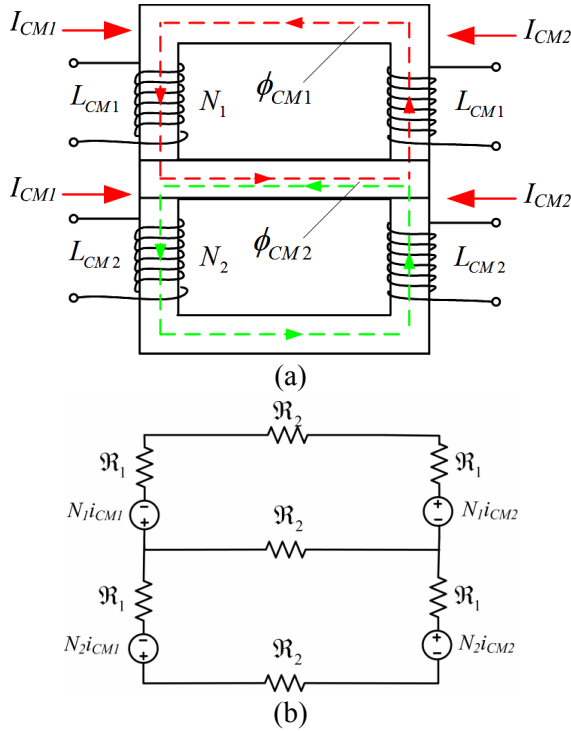 I_CM1 I_CM2
L_CM1 N_1 ϕ_CM1 L_CM1
I_CM1 I_CM2
L_CM2 N_2 ϕ_CM2 L_CM2
(a)
ℜ_2
ℜ_1 ℜ_1
N_1i_CM1 N_1i_CM2
ℜ_2
ℜ_1 ℜ_1
N_2i_CM1 N_2i_CM2
ℜ_2
(b)